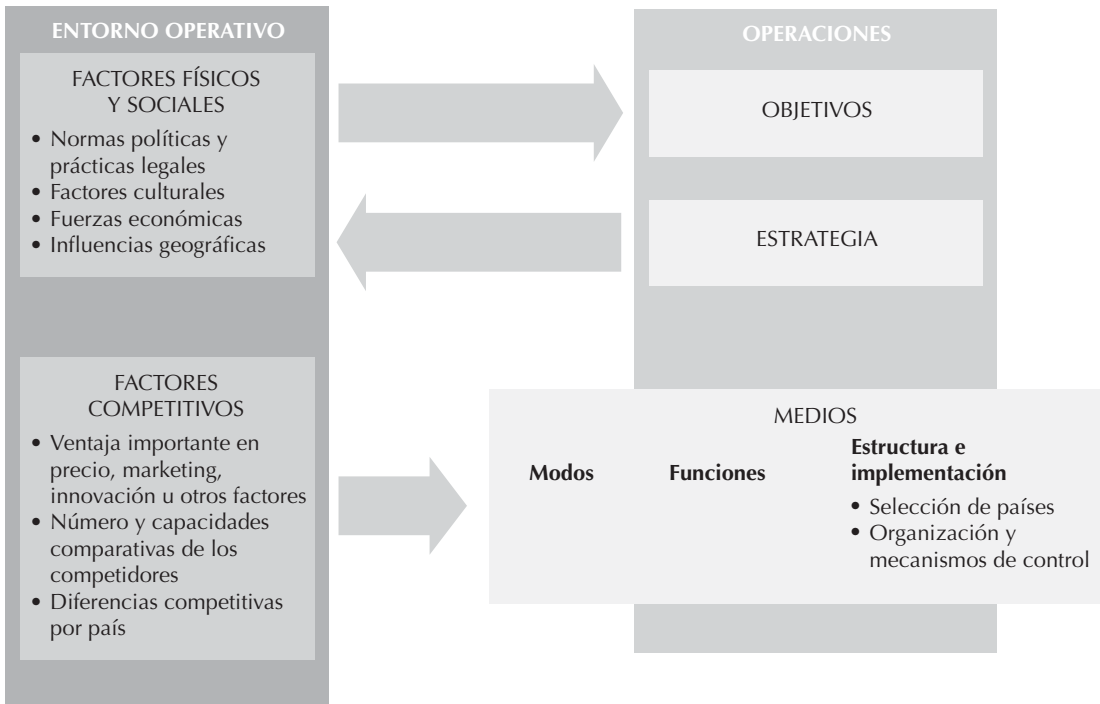 ENTORNO OPERATIVO
FACTORES FÍSICOS
Y SOCIALES
• Normas políticas y
prácticas legales
• Factores culturales
• Fuerzas económicas
• Influencias geográficas
FACTORES
COMPETITIVOS
• Ventaja importante en
precio, marketing,
innovación u otros factores
• Número y capacidades
comparativas de los
competidores
• Diferencias competitivas
por país
OPERACIONES
OBJETIVOS
ESTRATEGIA
MEDIOS
Modos
Funciones
Estructura e
implementación
• Selección de países
• Organización y
mecanismos de control